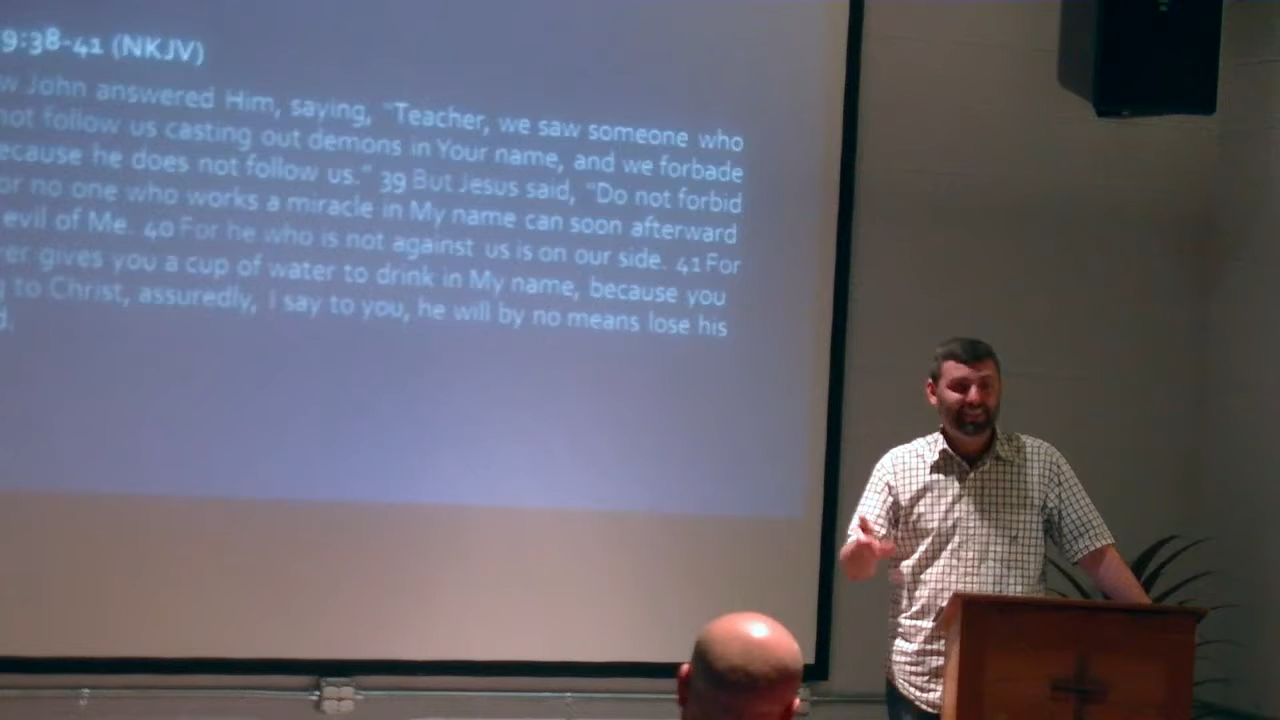 9:38-41 (NKJV)
w John answered Him, saying, "Teacher, we saw someone who
not follow us casting out demons in Your name, and we forbade
ecause he does not follow us." 39 But Jesus said, "Do not forbid
or no one who works a miracle in My name can soon afterward
evil of Me. 40 For he who is not against us is on our side. 41 For
er gives you a cup of water to drink in My name, because you
g to Christ, assuredly, I say to you, he will by no means lose his
d.